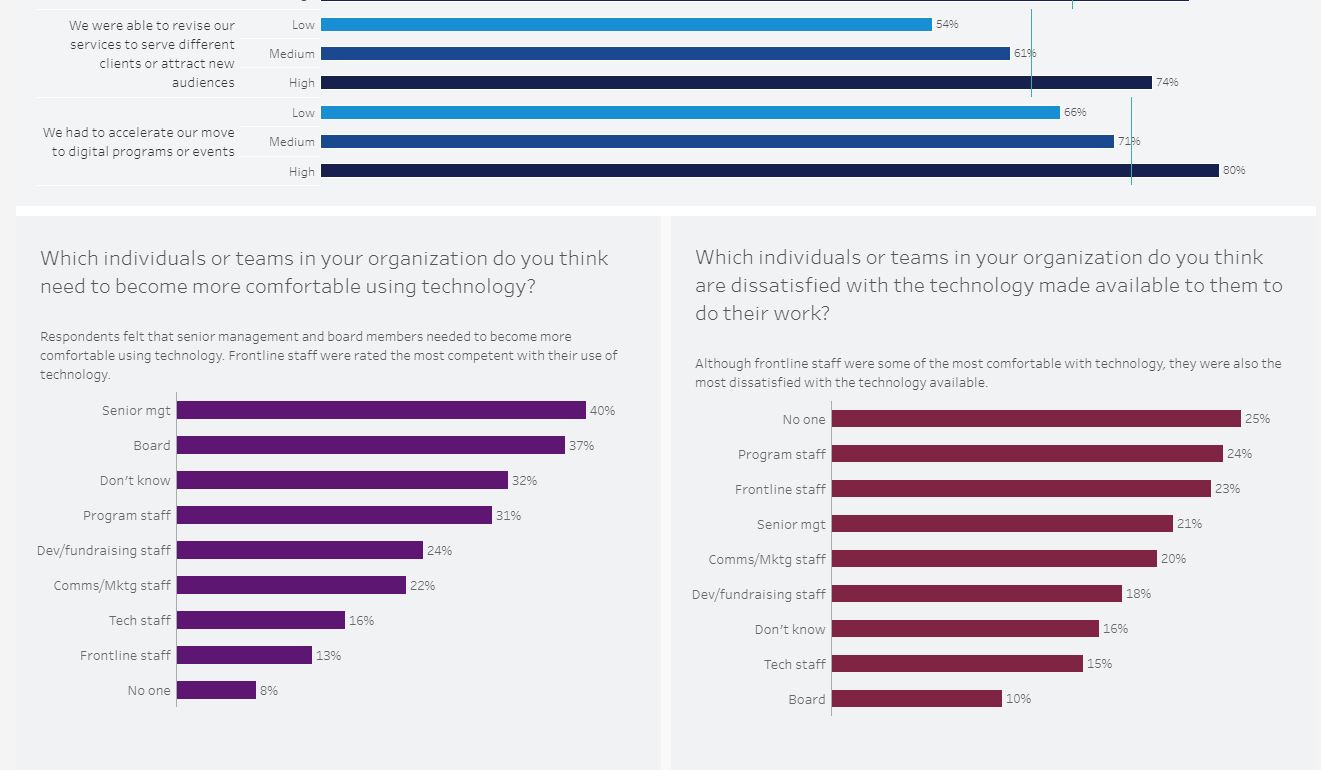 We were able to revise our
services to serve different
clients or attract new
audiences
Low 54%
Medium 61%
High 74%
We had to accelerate our move
to digital programs or events
Low 66%
Medium 71%
High 80%
Which individuals or teams in your organization do you think
need to become more comfortable using technology?
Respondents felt that senior management and board members needed to become more
comfortable using technology. Frontline staff were rated the most competent with their use of
technology.
Senior mgt 40%
Board 37%
Don't know 32%
Program staff 31%
Dev/fundraising staff 24%
Comms/Mktg staff 22%
Tech staff 16%
Frontline staff 13%
No one 8%
Which individuals or teams in your organization do you think
are dissatisfied with the technology made available to them to
do their work?
Although frontline staff were some of the most comfortable with technology, they were also the
most dissatisfied with the technology available.
No one 25%
Program staff 24%
Frontline staff 23%
Senior mgt 21%
Comms/Mktg staff 20%
Dev/fundraising staff 18%
Don't know 16%
Tech staff 15%
Board 10%